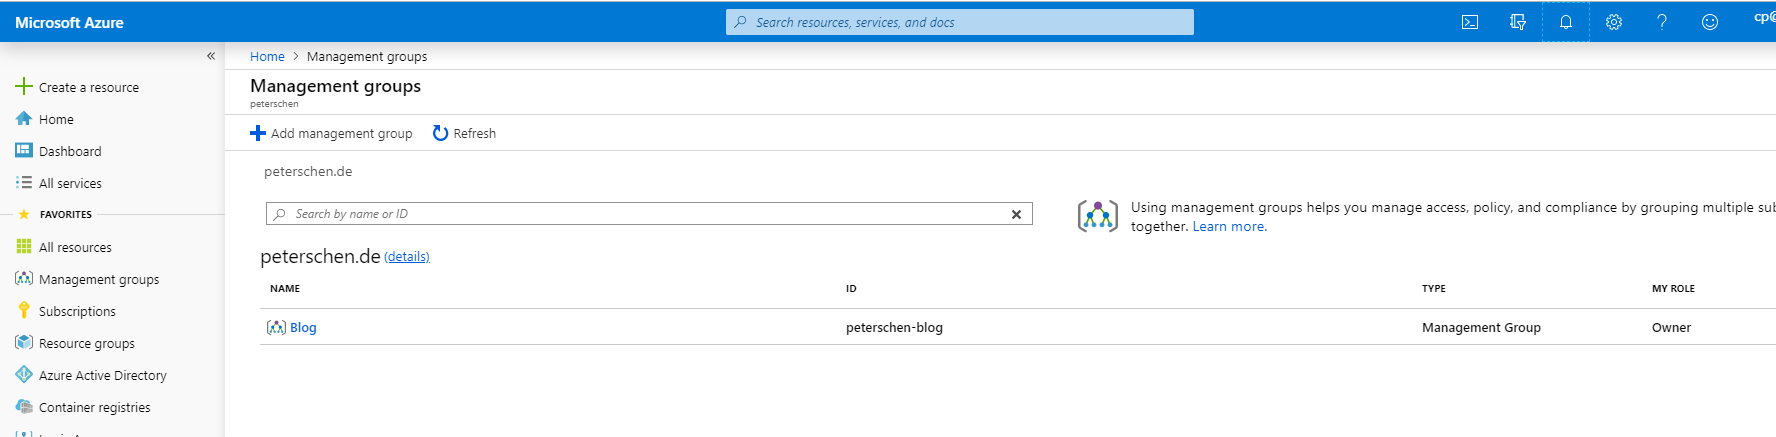 Microsoft Azure
Search resources, services, and docs
cp@
«
Home > Management groups
Create a resource
Home
Dashboard
All services
FAVORITES
All resources
Management groups
Subscriptions
Resource groups
Azure Active Directory
Container registries
Management groups
peterschen
Add management group Refresh
peterschen.de
Search by name or ID
Using management groups helps you manage access, policy, and compliance by grouping multiple sub
together. Learn more.
peterschen.de (details)
NAME ID TYPE MY ROLE
Blog peterschen-blog Management Group Owner